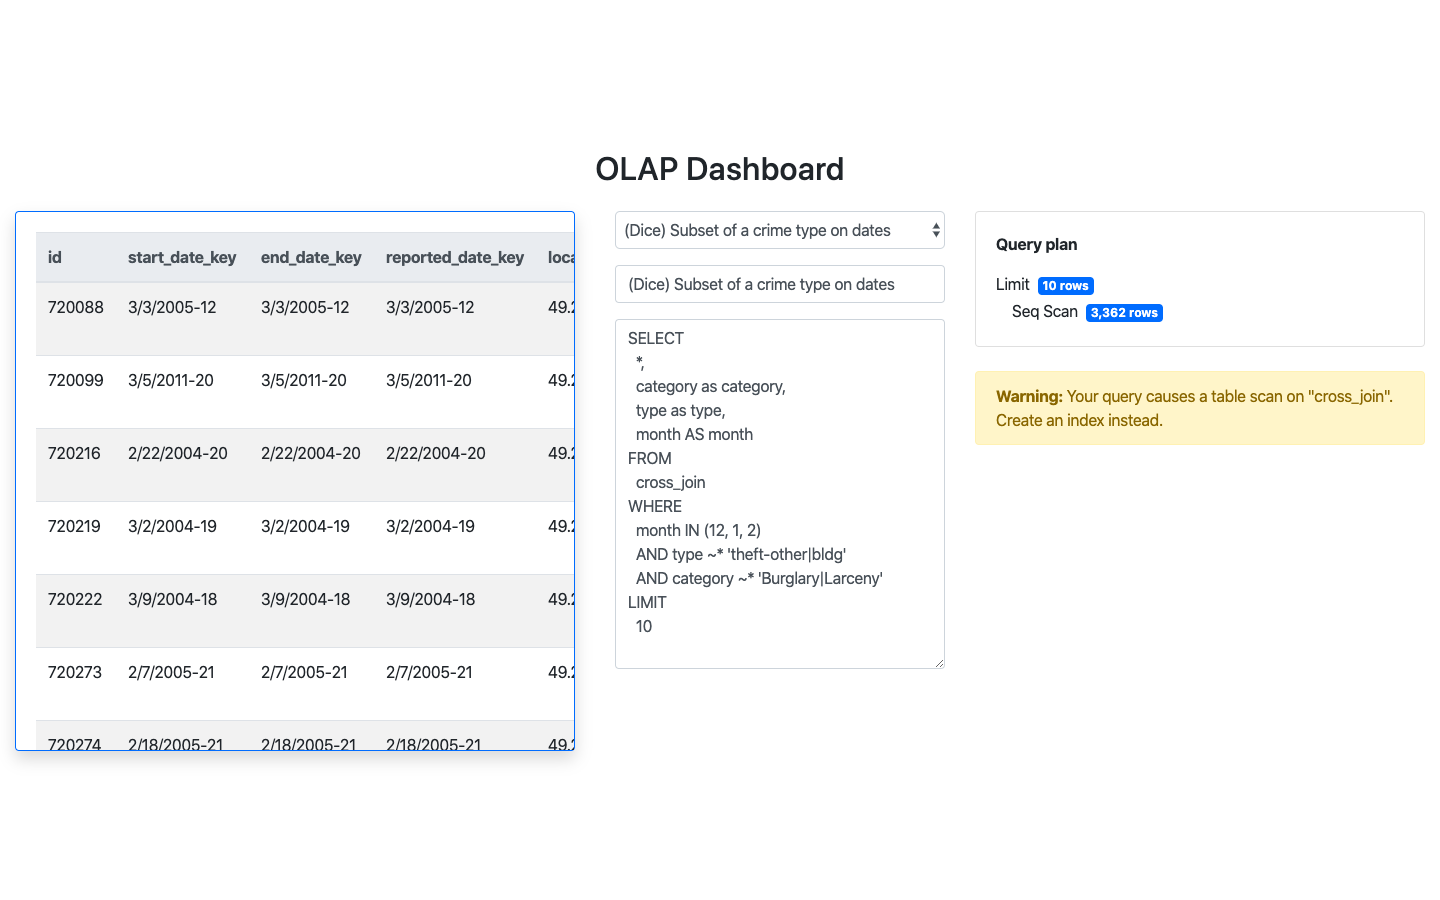 OLAP Dashboard
id start_date_key end_date_key reported_date_key loca
720088 3/3/2005-12 3/3/2005-12 3/3/2005-12 49.2
720099 3/5/2011-20 3/5/2011-20 3/5/2011-20 49.2
720216 2/22/2004-20 2/22/2004-20 2/22/2004-20 49.2
720219 3/2/2004-19 3/2/2004-19 3/2/2004-19 49.2
720222 3/9/2004-18 3/9/2004-18 3/9/2004-18 49.2
720273 2/7/2005-21 2/7/2005-21 2/7/2005-21 49.2
720274 2/18/2005-21 2/18/2005-21 2/18/2005-21 49.2
(Dice) Subset of a crime type on dates
(Dice) Subset of a crime type on dates
SELECT
*,
category as category,
type as type,
month AS month
FROM
cross_join
WHERE
month IN (12, 1, 2)
AND type ~* 'theft-other|bldg'
AND category ~* 'Burglary|Larceny'
LIMIT
10
Query plan
Limit 10 rows
Seq Scan 3,362 rows
Warning: Your query causes a table scan on "cross_join".
Create an index instead.